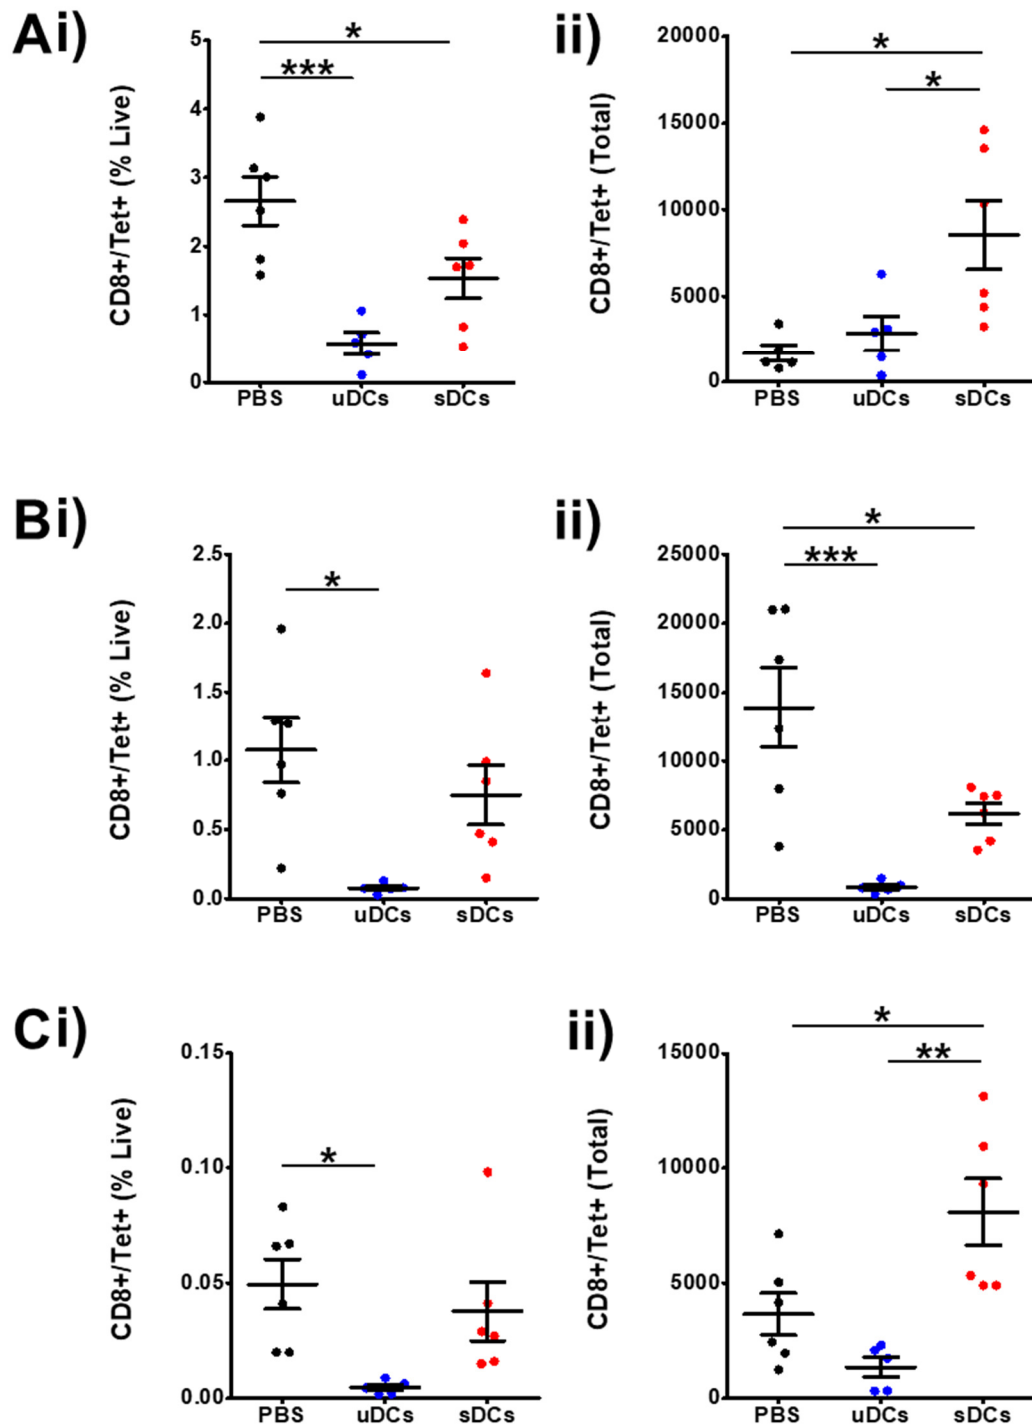 Ai)
CD8+/Tet+ (% Live)
5
4
3
2
1
0
*
***
PBS uDCs sDCs
ii)
CD8+/Tet+ (Total)
20000
15000
10000
5000
0
*
*
PBS uDCs sDCs
Bi)
CD8+/Tet+ (% Live)
2.5
2.0
1.5
1.0
0.5
0.0
*
PBS uDCs sDCs
ii)
CD8+/Tet+ (Total)
25000
20000
15000
10000
5000
0
*
***
PBS uDCs sDCs
Ci)
CD8+/Tet+ (% Live)
0.15
0.10
0.05
0.00
*
PBS uDCs sDCs
ii)
CD8+/Tet+ (Total)
15000
10000
5000
0
*
**
PBS uDCs sDCs